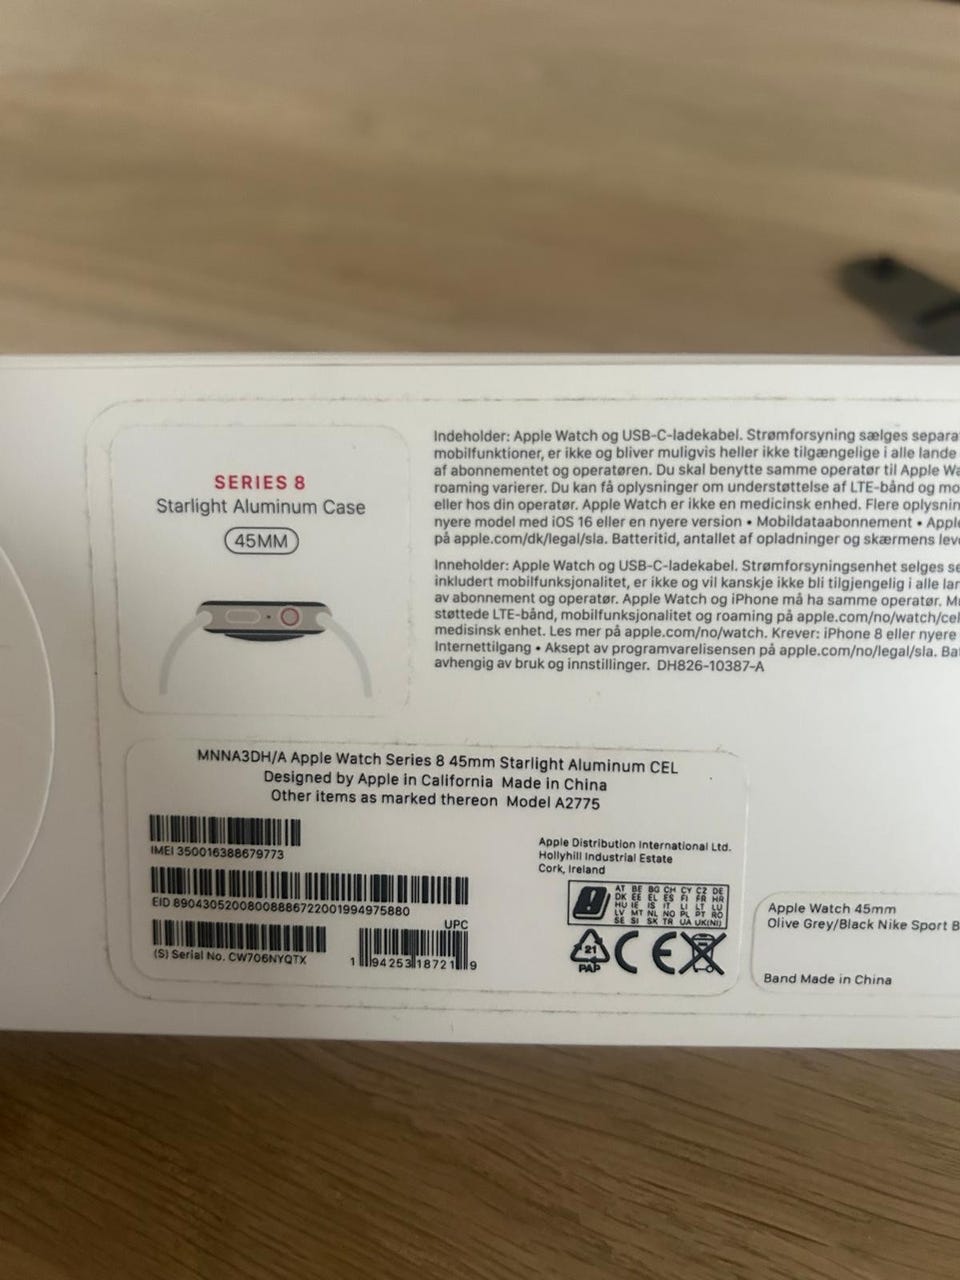 SERIES 8
Starlight Aluminum Case
45MM
Indeholder: Apple Watch og USB-C-ladekabel. Strømforsyning sælges
mobilfunktioner, er ikke og bliver muligvis heller ikke tilgængelige i alle lande
af abonnementet og operatøren. Du skal benytte samme operatør til Apple
roaming varierer. Du kan få oplysninger om understøttelse af LTE-bånd og
eller hos din operatør. Apple Watch er ikke en medicinsk enhed. Flere
nyere model med iOS 16 eller en nyere version • Mobildataabonnement •
på apple.com/dk/legal/sla. Batteritid, antallet af opladninger og skærmens
Inneholder: Apple Watch og USB-C-ladekabel. Strømforsyningsenhet selges
inkludert mobilfunksjonalitet, er ikke og vil kanskje ikke bli tilgjengelig i alle
av abonnement og operatør. Apple Watch og iPhone må ha samme operatør.
støttede LTE-bånd, mobilfunksjonalitet og roaming på
medisinsk enhet. Les mer på apple.com/no/watch. Krever: iPhone 8 eller nyere
Internettilgang • Aksept av programvarelisensen på apple.com/no/legal/sla.
avhengig av bruk og innstillinger. DH826-10387-A
MNNA3DH/A Apple Watch Series 8 45mm Starlight Aluminum CEL
Designed by Apple in California Made in China
Other items as marked thereon Model A2775
IMEI 350016388679773
EID 89043052008008886722001994975880
(S) Serial No. CW706NYQTX
UPC
1 94253 18721 9
Apple Distribution International Ltd.
Hollyhill Industrial Estate
Cork, Ireland
AT BE BG CH CY CZ DE
DK EE EL ES FI FR HR
HU IE IS IT LI LT LU
LV MT NL NO PL PT RO
SE SI SK TR UA UK(NI)
21
PAP
CE
Apple Watch 45mm
Olive Grey/Black Nike Sport
Band Made in China